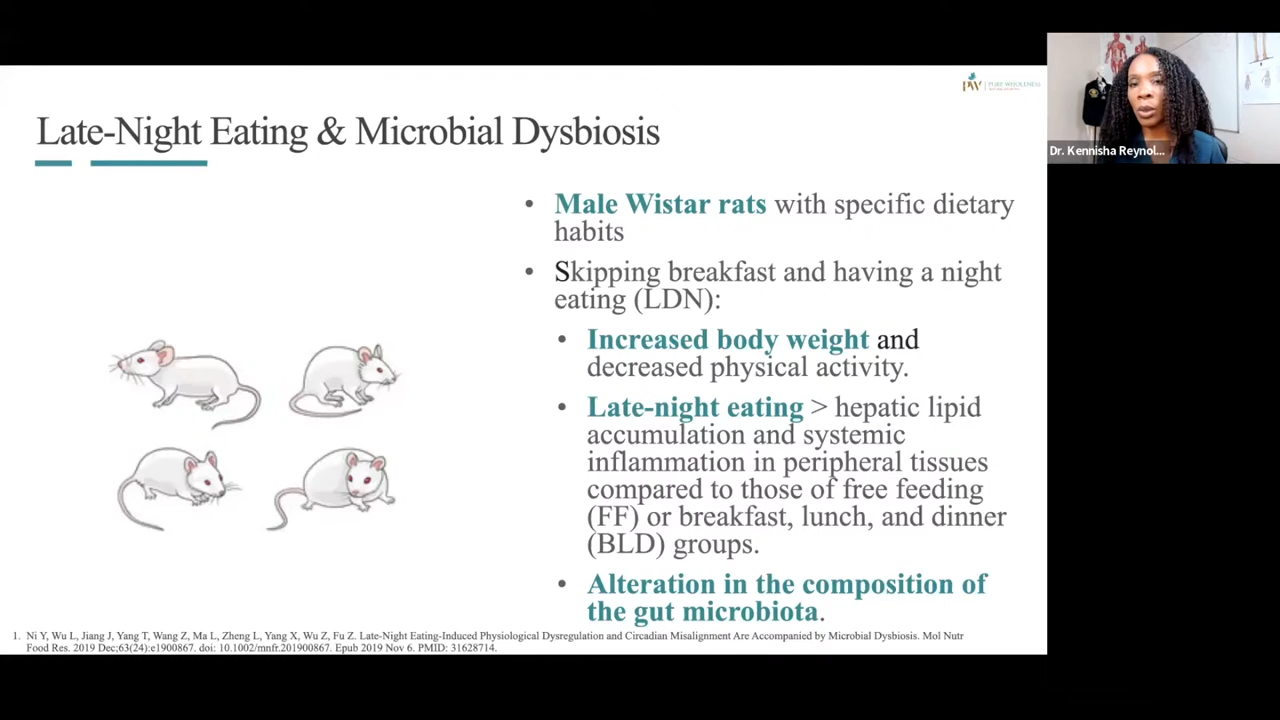 PW | PURE WHOLENESS
Dr. Kennisha Reynol...
Late-Night Eating & Microbial Dysbiosis
• Male Wistar rats with specific dietary
habits
• Skipping breakfast and having a night
eating (LDN):
• Increased body weight and
decreased physical activity.
• Late-night eating > hepatic lipid
accumulation and systemic
inflammation in peripheral tissues
compared to those of free feeding
(FF) or breakfast, lunch, and dinner
(BLD) groups.
• Alteration in the composition of
the gut microbiota.
1. Ni Y, Wu L, Jiang J, Yang T, Wang Z, Ma L, Zheng L, Yang X, Wu Z, Fu Z. Late-Night Eating-Induced Physiological Dysregulation and Circadian Misalignment Are Accompanied by Microbial Dysbiosis. Mol Nutr
Food Res. 2019 Dec;63(24):e1900867. doi: 10.1002/mnfr.201900867. Epub 2019 Nov 6. PMID: 31628714.